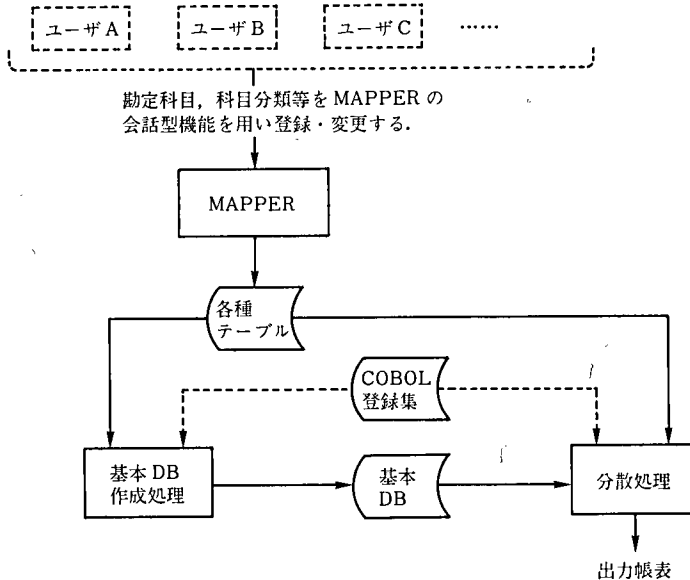 ユーザA ユーザB ユーザC ……
勘定科目，科目分類等をMAPPERの
会話型機能を用い登録・変更する．
MAPPER
各種
テーブル
COBOL
登録集
基本DB
作成処理
基本
DB
分散処理
出力帳表